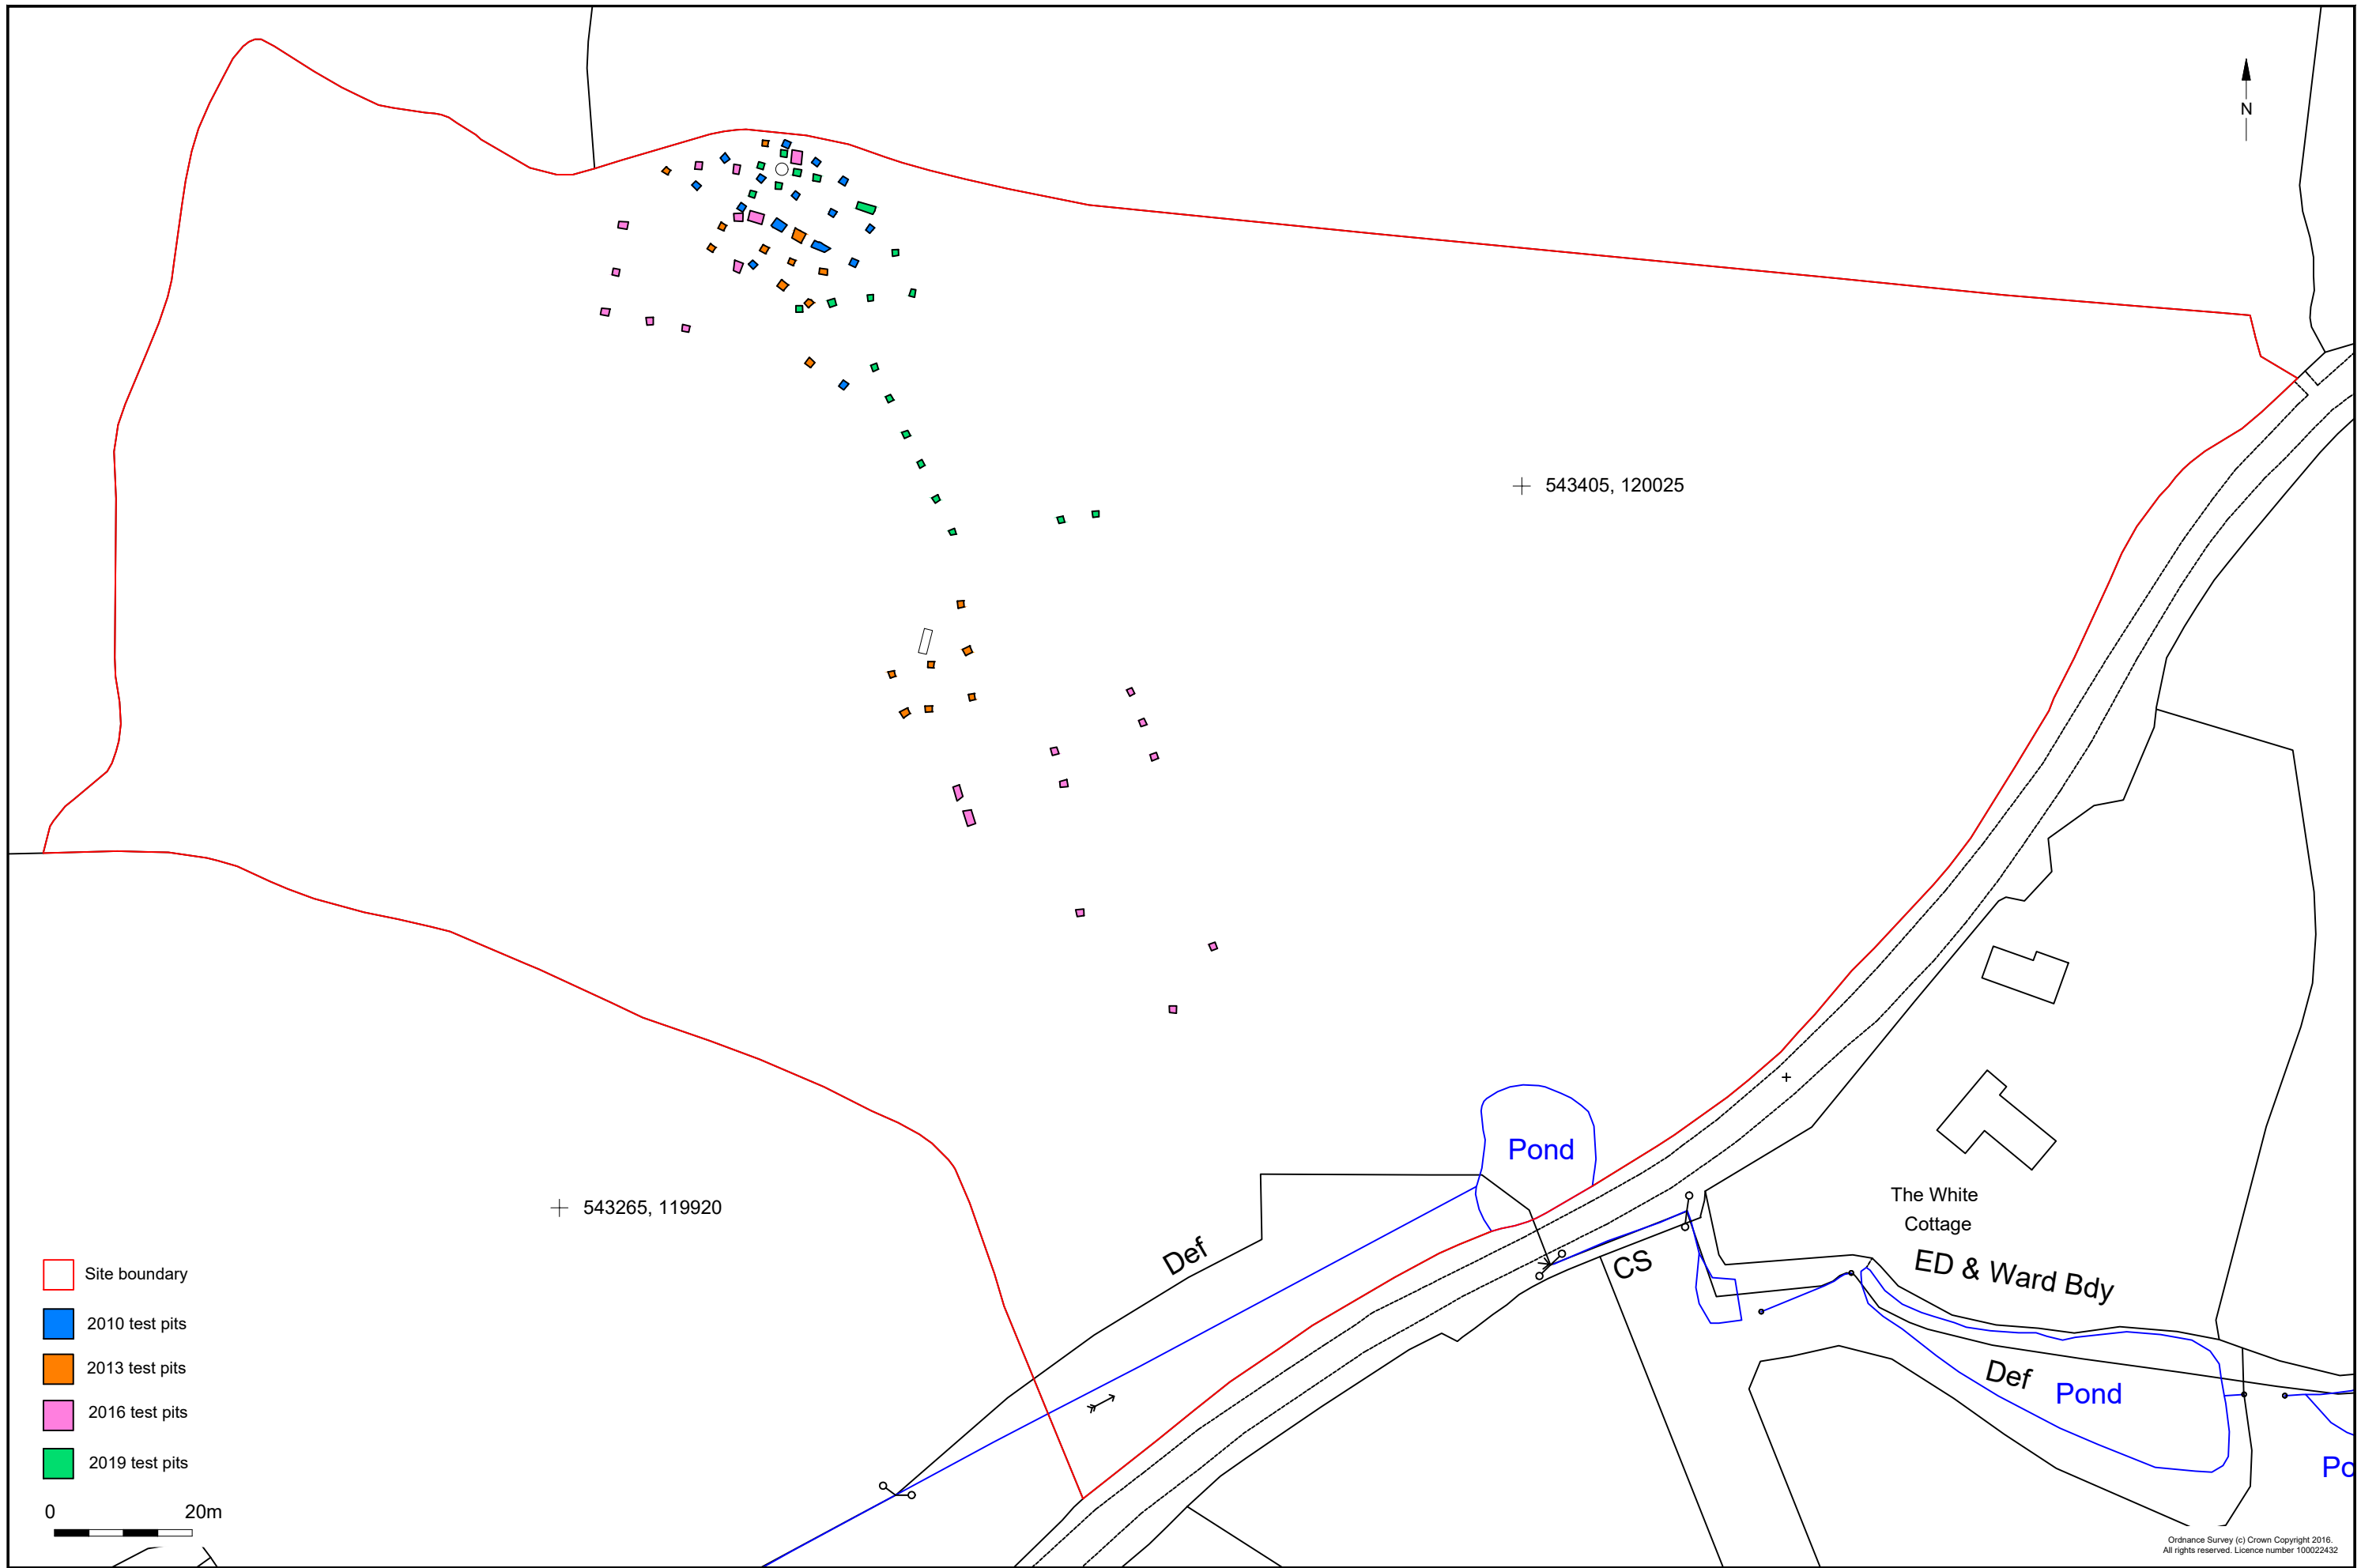 N
543405, 120025
Pond
The White
Cottage
543265, 119920
Def
CS
ED & Ward Bdy
Site boundary
2010 test pits
2013 test pits
Def
Pond
2016 test pits
2019 test pits
Po
0 20m
Ordnance Survey (c) Crown Copyright 2016.
All rights reserved. Licence number 100022432